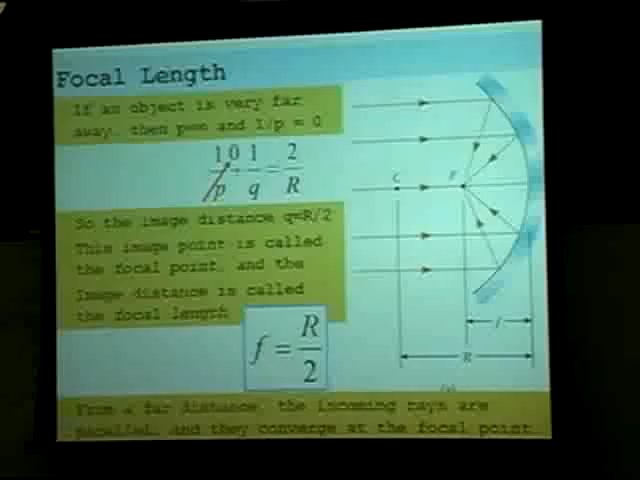 Focal Length
If an object is very far
away, then p=∞ and 1/p = 0
1/p 0 + 1/q = 2/R
So the image distance q=R/2
This image point is called
the focal point, and the
Image distance is called
the focal length
f = R/2
C F
f
R
From a far distance, the incoming rays are
parallel, and they converge at the focal point